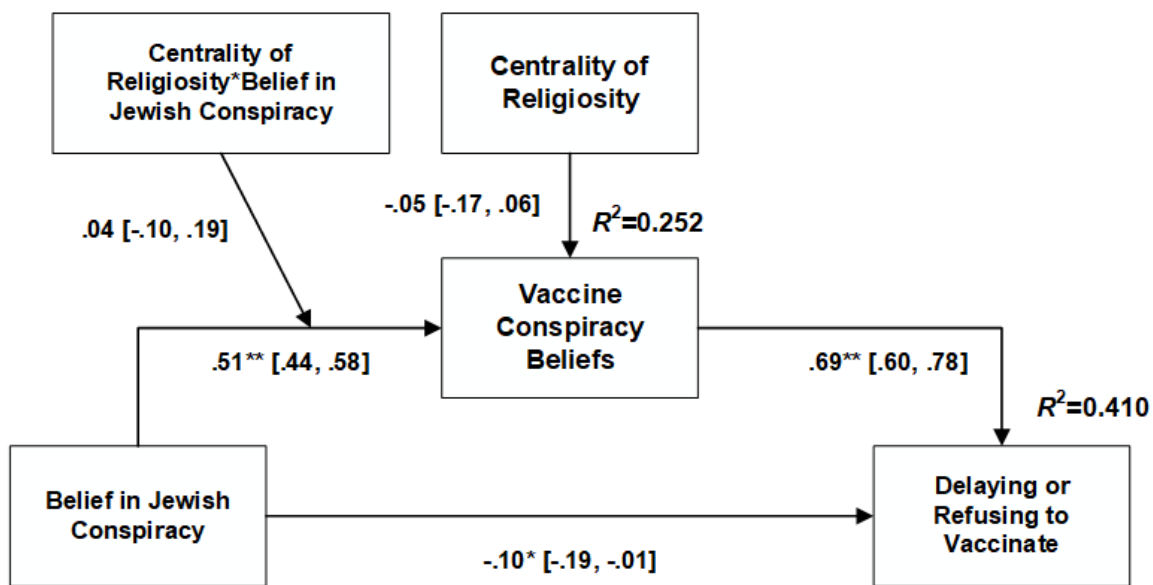 Centrality of
Religiosity*Belief in
Jewish Conspiracy
Centrality of
Religiosity
.04 [-.10, .19]
-.05 [-.17, .06]
R²=0.252
Vaccine
Conspiracy
Beliefs
.51** [.44, .58]
.69** [.60, .78]
R²=0.410
Belief in Jewish
Conspiracy
Delaying or
Refusing to
Vaccinate
-.10* [-.19, -.01]